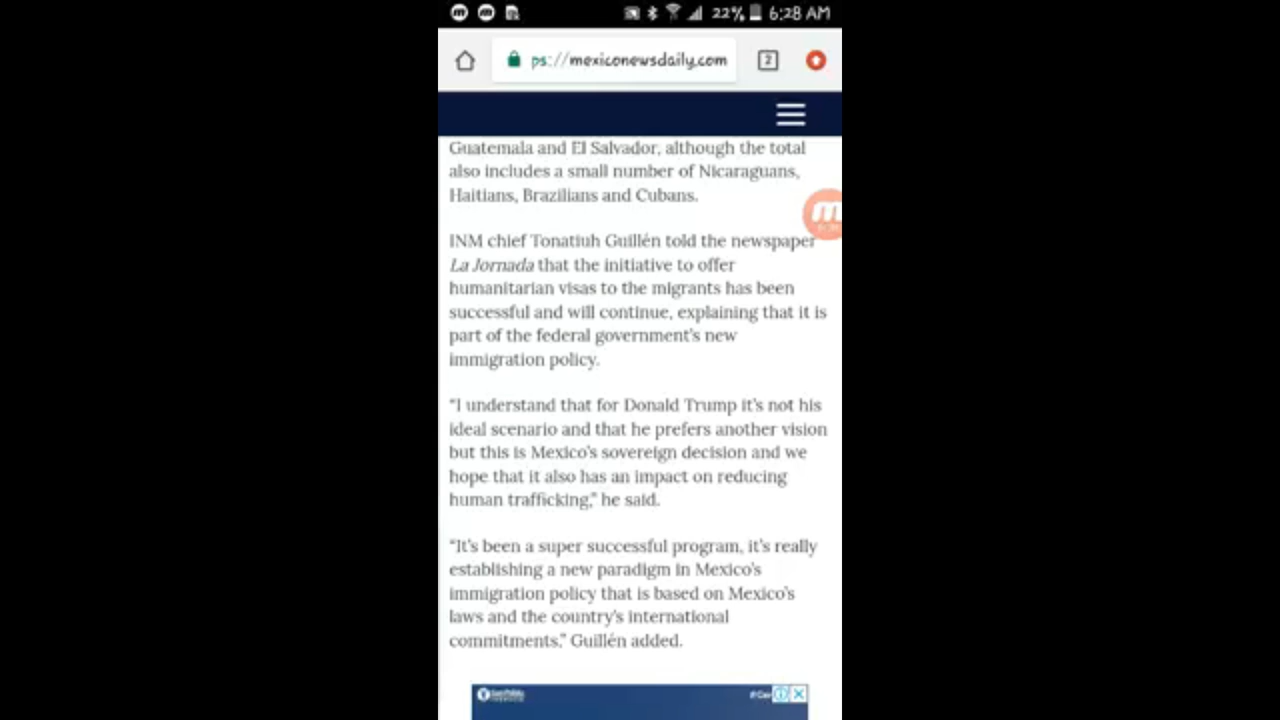 22% 6:28 AM
ps://mexiconewsdaily.com
2
Guatemala and El Salvador, although the total
also includes a small number of Nicaraguans,
Haitians, Brazilians and Cubans.
INM chief Tonatiuh Guillén told the newspaper
La Jornada that the initiative to offer
humanitarian visas to the migrants has been
successful and will continue, explaining that it is
part of the federal government's new
immigration policy.
“I understand that for Donald Trump it's not his
ideal scenario and that he prefers another vision
but this is Mexico's sovereign decision and we
hope that it also has an impact on reducing
human trafficking,” he said.
“It's been a super successful program, it's really
establishing a new paradigm in Mexico's
immigration policy that is based on Mexico's
laws and the country's international
commitments,” Guillén added.